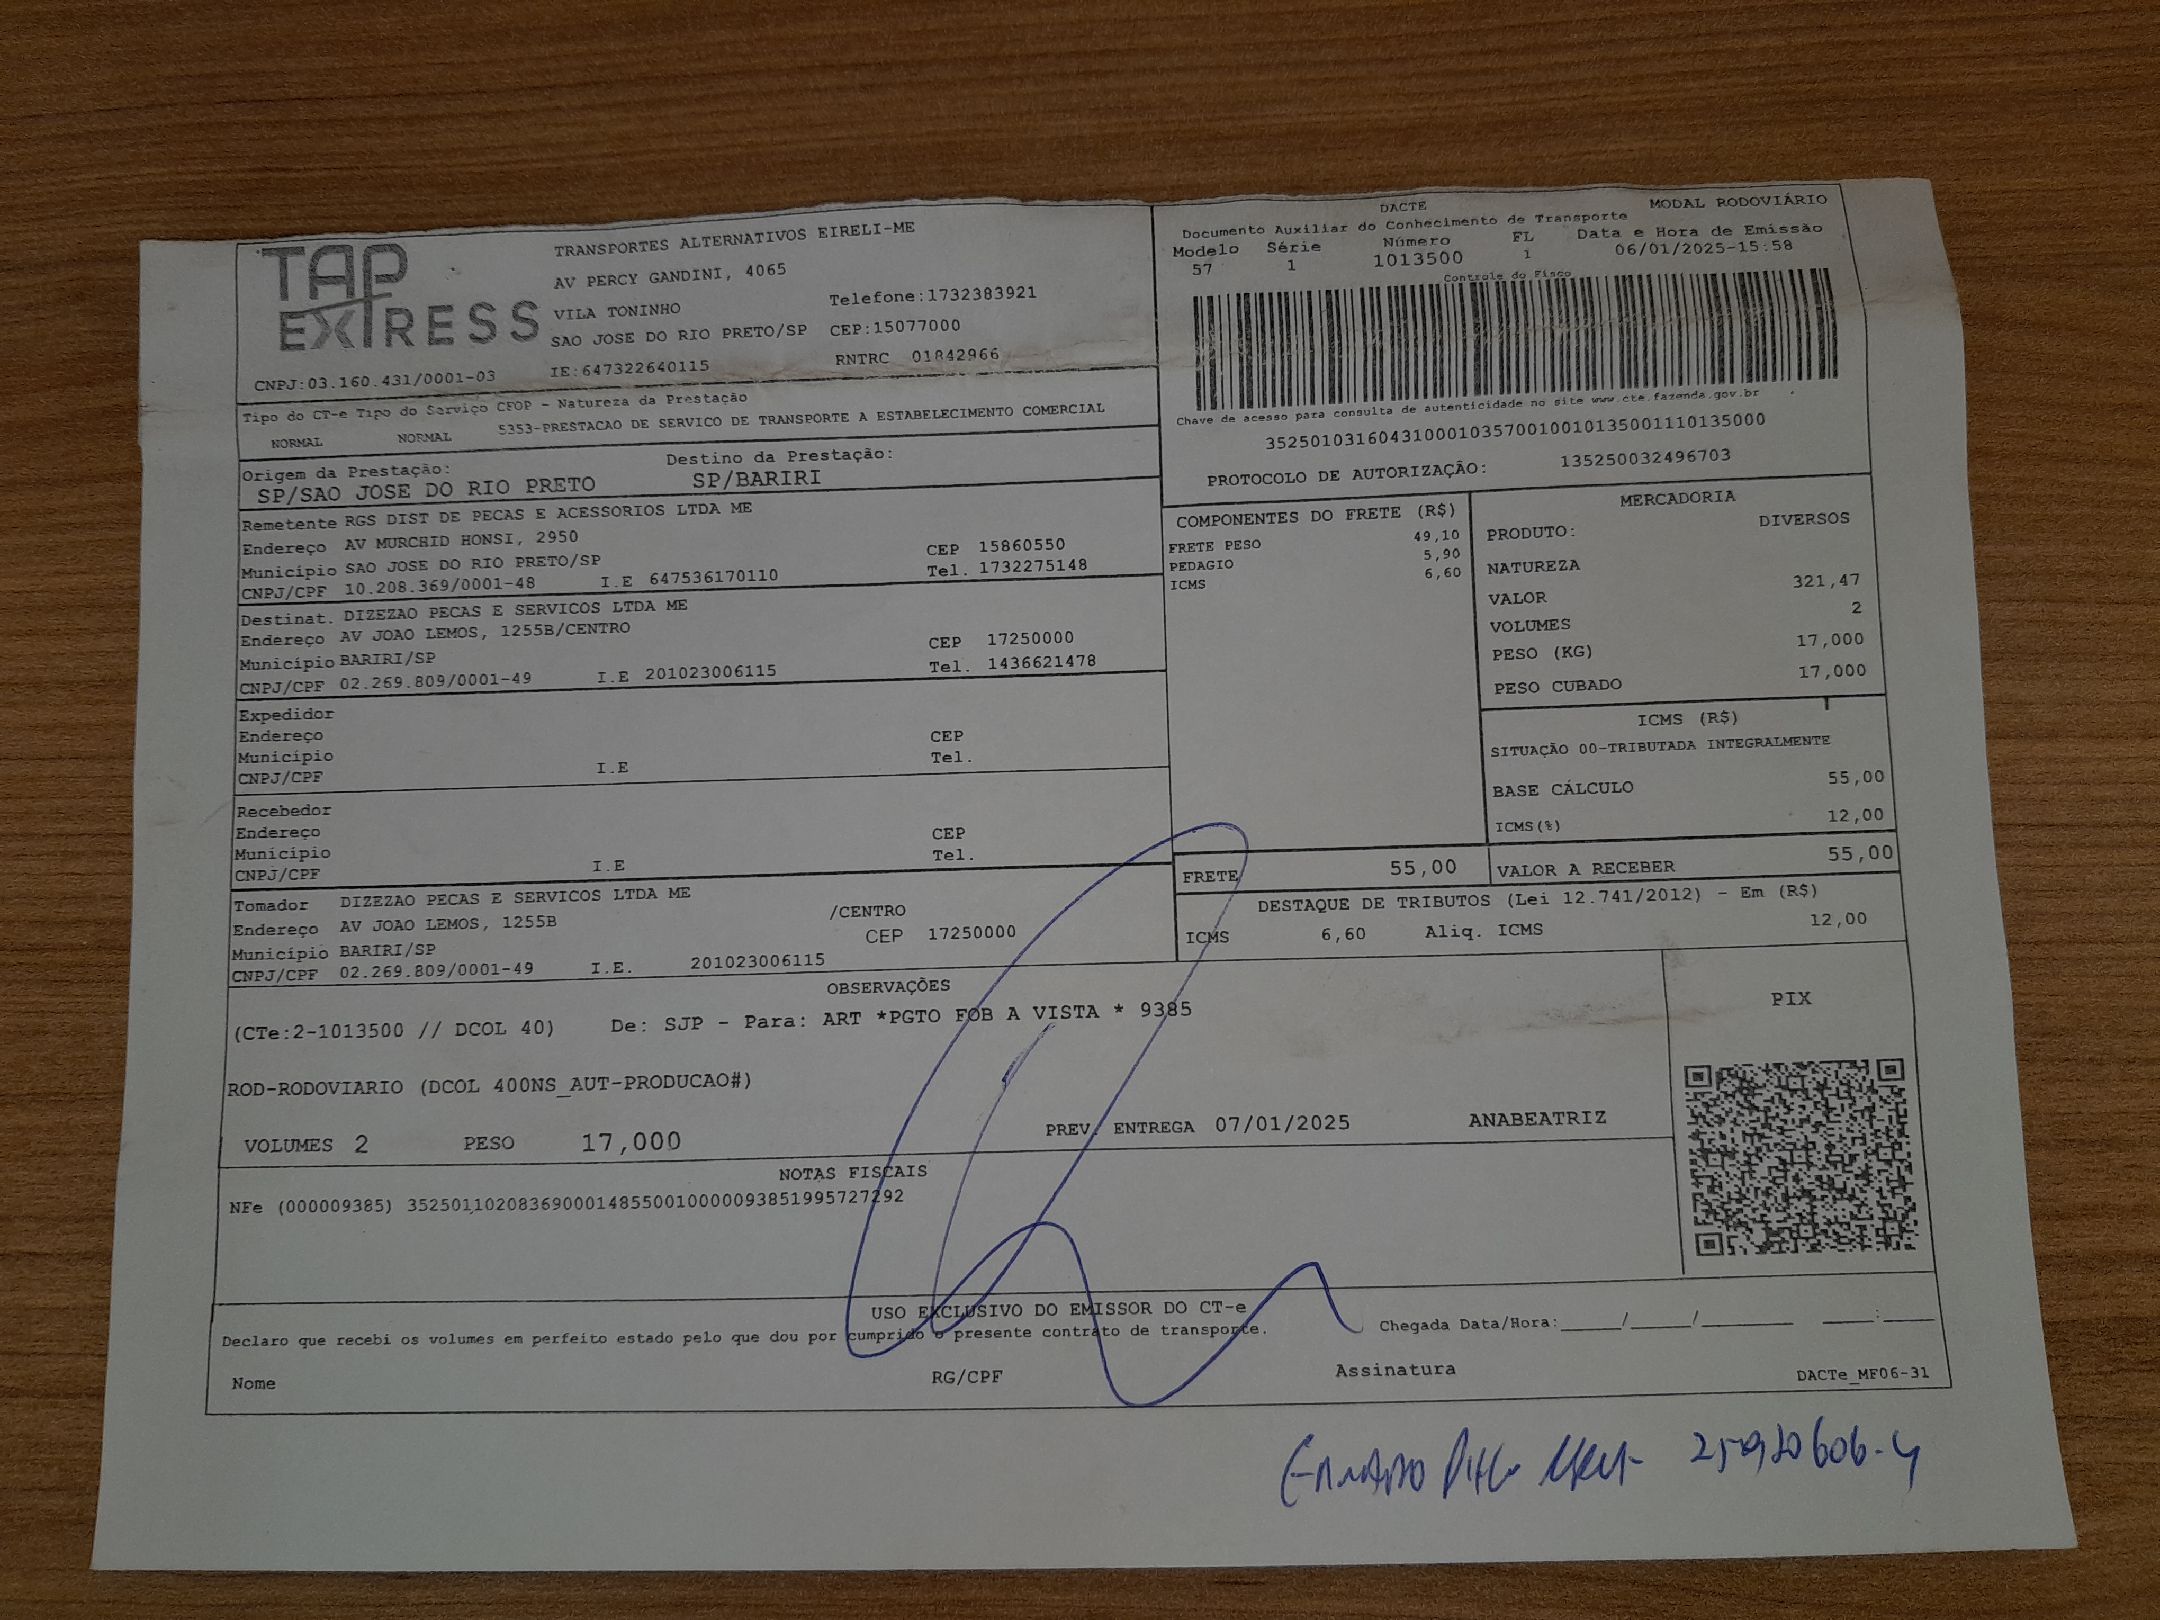 TAP
EXPRESS
TRANSPORTES ALTERNATIVOS EIRELI-ME
AV PERCY GANDINI, 4065
VILA TONINHO Telefone:1732383921
SAO JOSE DO RIO PRETO/SP CEP:15077000
CNPJ:03.160.431/0001-03 IE:647322640115 RNTRC 01842966
DACTE MODAL RODOVIÁRIO
Documento Auxiliar do Conhecimento de Transporte
Modelo Série Número FL Data e Hora de Emissão
57 1 1013500 1 06/01/2025-15:58
Controle do Fisco
Chave de acesso para consulta de autenticidade no site www.cte.fazenda.gov.br
35250103160431000103570010010135001110135000
PROTOCOLO DE AUTORIZAÇÃO: 135250032496703
Tipo do CT-e Tipo do Serviço CFOP - Natureza da Prestação
NORMAL NORMAL 5353-PRESTACAO DE SERVICO DE TRANSPORTE A ESTABELECIMENTO COMERCIAL
Origem da Prestação: Destino da Prestação:
SP/SAO JOSE DO RIO PRETO SP/BARIRI
Remetente RGS DIST DE PECAS E ACESSORIOS LTDA ME
Endereço AV MURCHID HONSI, 2950 CEP 15860550
Município SAO JOSE DO RIO PRETO/SP Tel. 1732275148
CNPJ/CPF 10.208.369/0001-48 I.E 647536170110
Destinat. DIZEZAO PECAS E SERVICOS LTDA ME
Endereço AV JOAO LEMOS, 1255B/CENTRO CEP 17250000
Município BARIRI/SP Tel. 1436621478
CNPJ/CPF 02.269.809/0001-49 I.E 201023006115
Expedidor
Endereço CEP
Município Tel.
CNPJ/CPF I.E
Recebedor
Endereço CEP
Município Tel.
CNPJ/CPF I.E
Tomador DIZEZAO PECAS E SERVICOS LTDA ME
Endereço AV JOAO LEMOS, 1255B /CENTRO
Município BARIRI/SP CEP 17250000
CNPJ/CPF 02.269.809/0001-49 I.E. 201023006115
COMPONENTES DO FRETE (R$)
FRETE PESO 49,10
PEDAGIO 5,90
ICMS 6,60
MERCADORIA
PRODUTO: DIVERSOS
NATUREZA
VALOR 321,47
VOLUMES 2
PESO (KG) 17,000
PESO CUBADO 17,000
ICMS (R$)
SITUAÇÃO 00-TRIBUTADA INTEGRALMENTE
BASE CÁLCULO 55,00
ICMS(%) 12,00
FRETE 55,00 VALOR A RECEBER 55,00
DESTAQUE DE TRIBUTOS (Lei 12.741/2012) - Em (R$)
ICMS 6,60 Aliq. ICMS 12,00
OBSERVAÇÕES
(CTe:2-1013500 // DCOL 40) De: SJP - Para: ART *PGTO FOB A VISTA * 9385
ROD-RODOVIARIO (DCOL 400NS_AUT-PRODUCAO#)
VOLUMES 2 PESO 17,000 PREV. ENTREGA 07/01/2025 ANABEATRIZ
PIX
NOTAS FISCAIS
NFe (000009385) 35250110208369000148550010000093851995727292
USO EXCLUSIVO DO EMISSOR DO CT-e
Declaro que recebi os volumes em perfeito estado pelo que dou por cumprido o presente contrato de transporte. Chegada Data/Hora:_____/_____/________ ____:____
Nome RG/CPF Assinatura DACTe_MF06-31